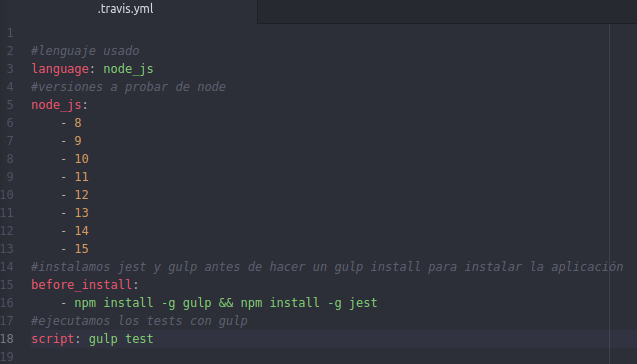 .travis.yml
1
2 #lenguaje usado
3 language: node_js
4 #versiones a probar de node
5 node_js:
6 - 8
7 - 9
8 - 10
9 - 11
10 - 12
11 - 13
12 - 14
13 - 15
14 #instalamos jest y gulp antes de hacer un gulp install para instalar la aplicación
15 before_install:
16 - npm install -g gulp && npm install -g jest
17 #ejecutamos los tests con gulp
18 script: gulp test
19